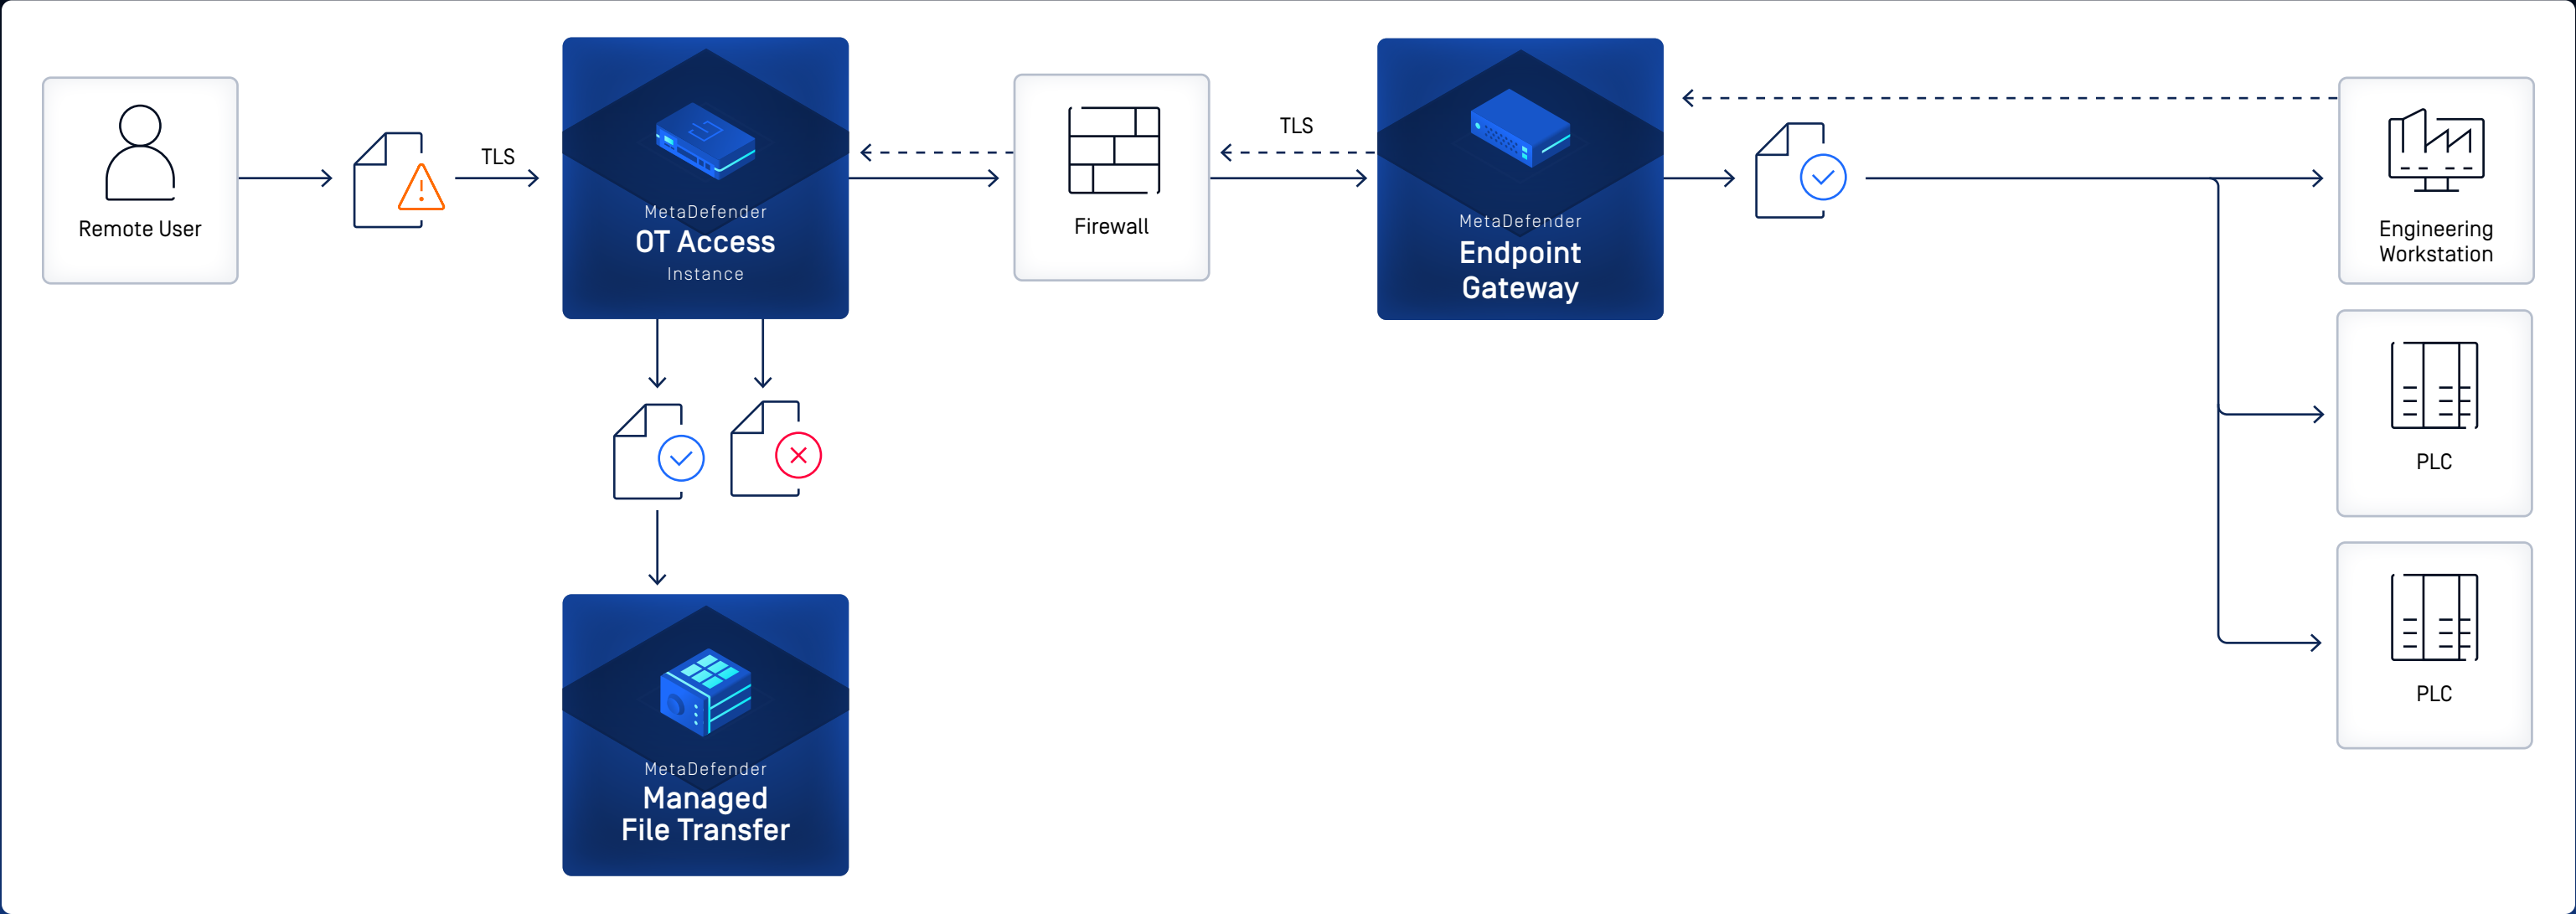 Remote User
TLS
MetaDefender
OT Access
Instance
Firewall
TLS
MetaDefender
Endpoint
Gateway
Engineering
Workstation
PLC
PLC
MetaDefender
Managed
File Transfer